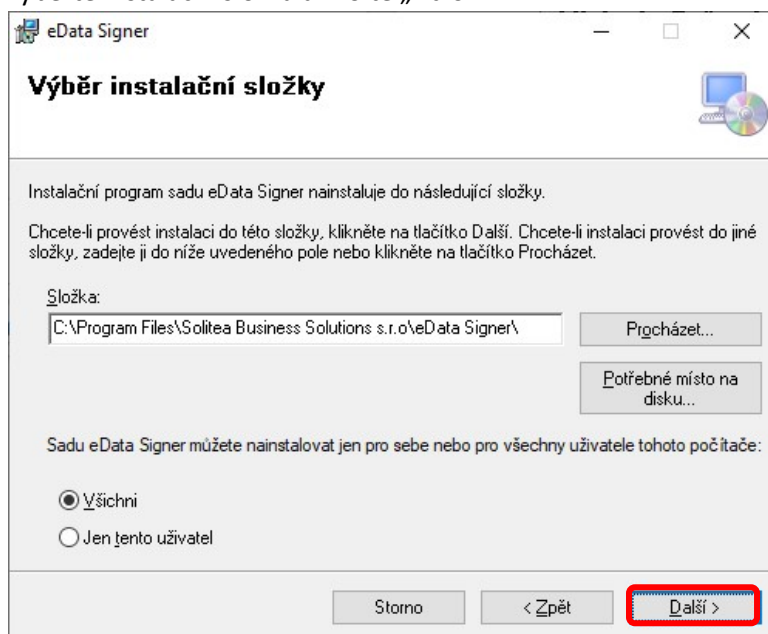 eData Signer
Výběr instalační složky
Instalační program sadu eData Signer nainstaluje do následující složky.
Chcete-li provést instalaci do této složky, klikněte na tlačítko Další. Chcete-li instalaci provést do jiné
složky, zadejte ji do níže uvedeného pole nebo klikněte na tlačítko Procházet.
Složka:
C:\Program Files\Solitea Business Solutions s.r.o\eData Signer\
Procházet...
Potřebné místo na
disku...
Sadu eData Signer můžete nainstalovat jen pro sebe nebo pro všechny uživatele tohoto počítače:
Všichni
Jen tento uživatel
Storno
< Zpět
Další >